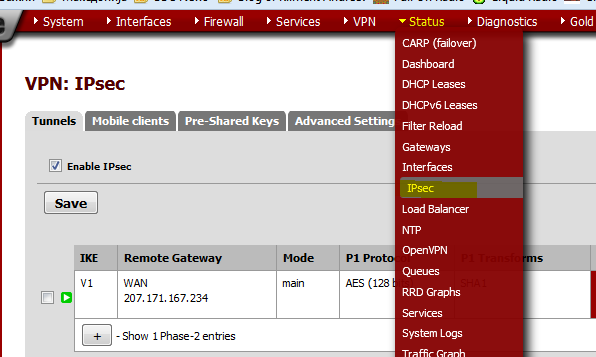 System Interfaces Firewall Services VPN Status Diagnostics Gold
CARP (failover)
Dashboard
DHCP Leases
DHCPv6 Leases
Filter Reload
Gateways
Interfaces
IPsec
Load Balancer
NTP
OpenVPN
Queues
RRD Graphs
Services
System Logs
Traffic Graph
VPN: IPsec
Tunnels Mobile clients Pre-Shared Keys Advanced Setting
Enable IPsec
Save
IKE Remote Gateway Mode P1 Protoco P1 Transforms
V1 WAN main AES (128 b SHA1
207.171.167.234
+ - Show 1 Phase-2 entries